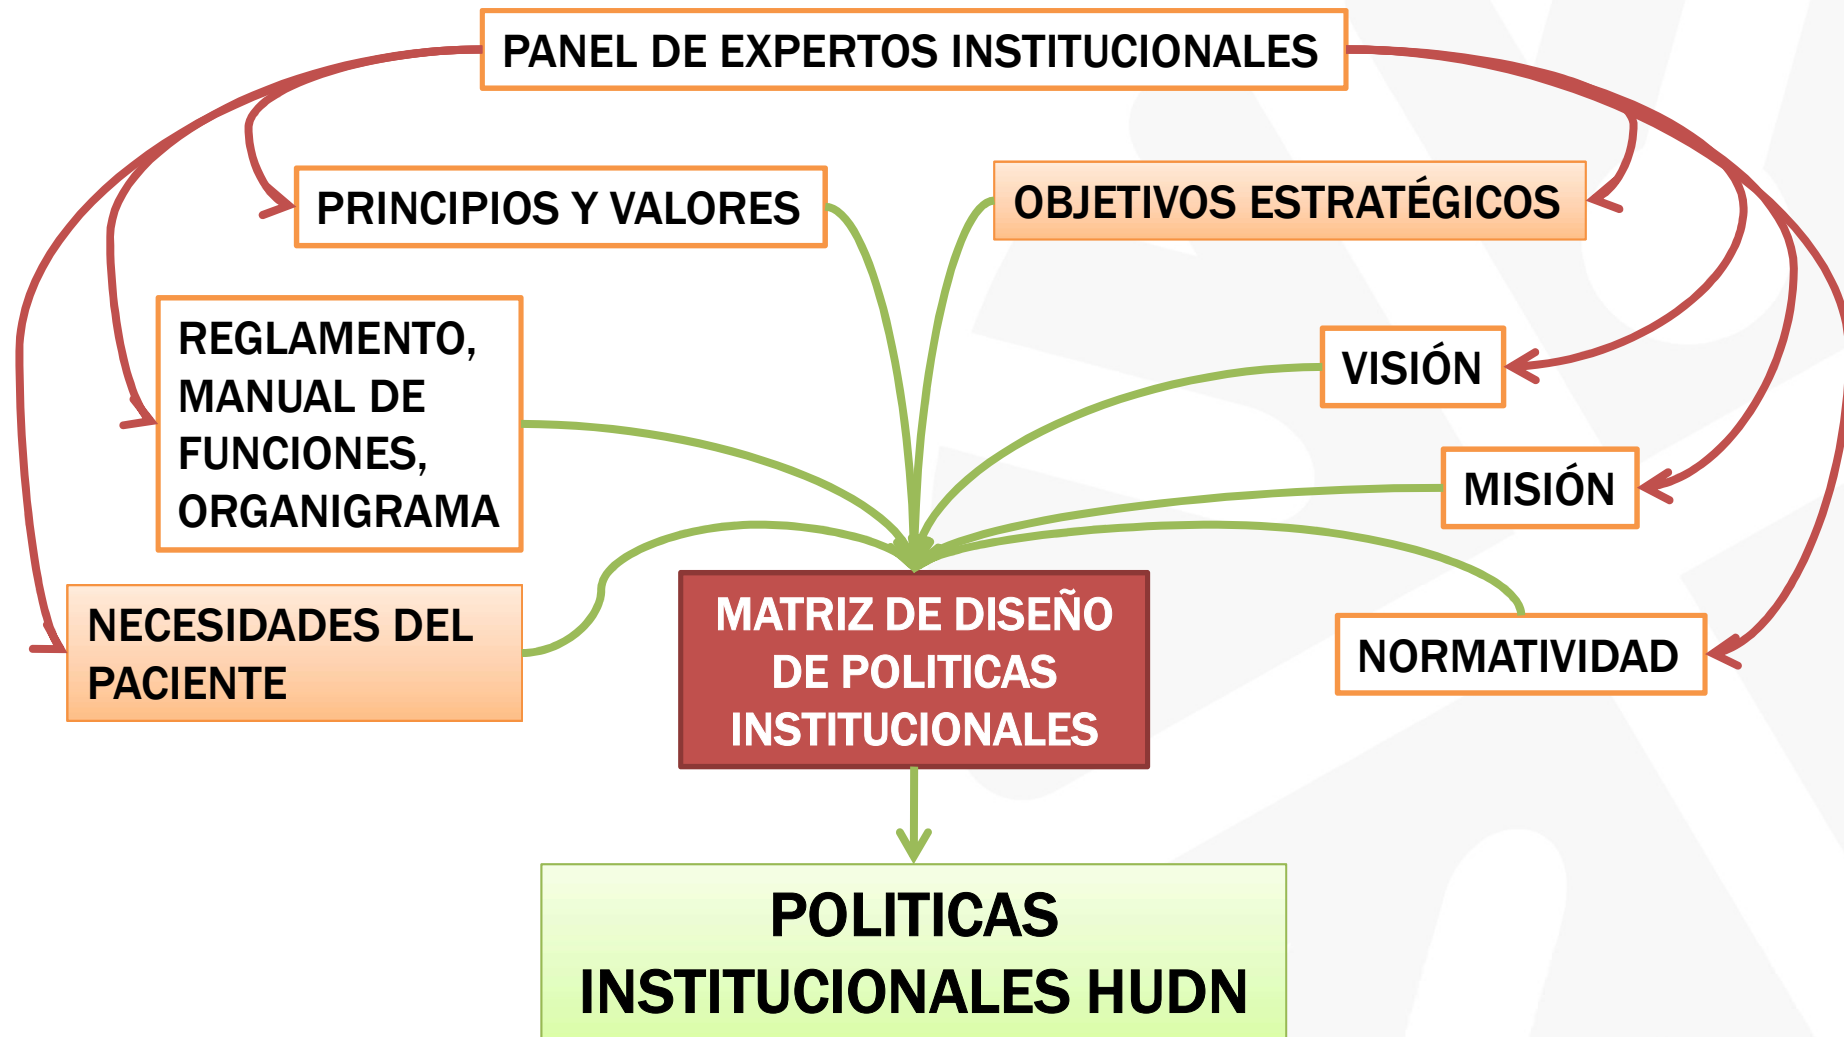 PANEL DE EXPERTOS INSTITUCIONALES
PRINCIPIOS Y VALORES
OBJETIVOS ESTRATÉGICOS
REGLAMENTO,
MANUAL DE
FUNCIONES,
ORGANIGRAMA
VISIÓN
MISIÓN
NECESIDADES DEL
PACIENTE
MATRIZ DE DISEÑO
DE POLITICAS
INSTITUCIONALES
NORMATIVIDAD
POLITICAS
INSTITUCIONALES HUDN